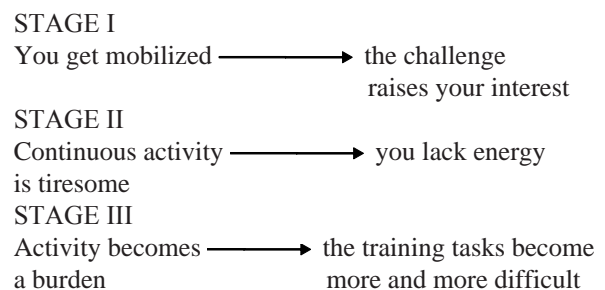 STAGE I
You get mobilized the challenge
raises your interest
STAGE II
Continuous activity you lack energy
is tiresome
STAGE III
Activity becomes the training tasks become
a burden more and more difficult